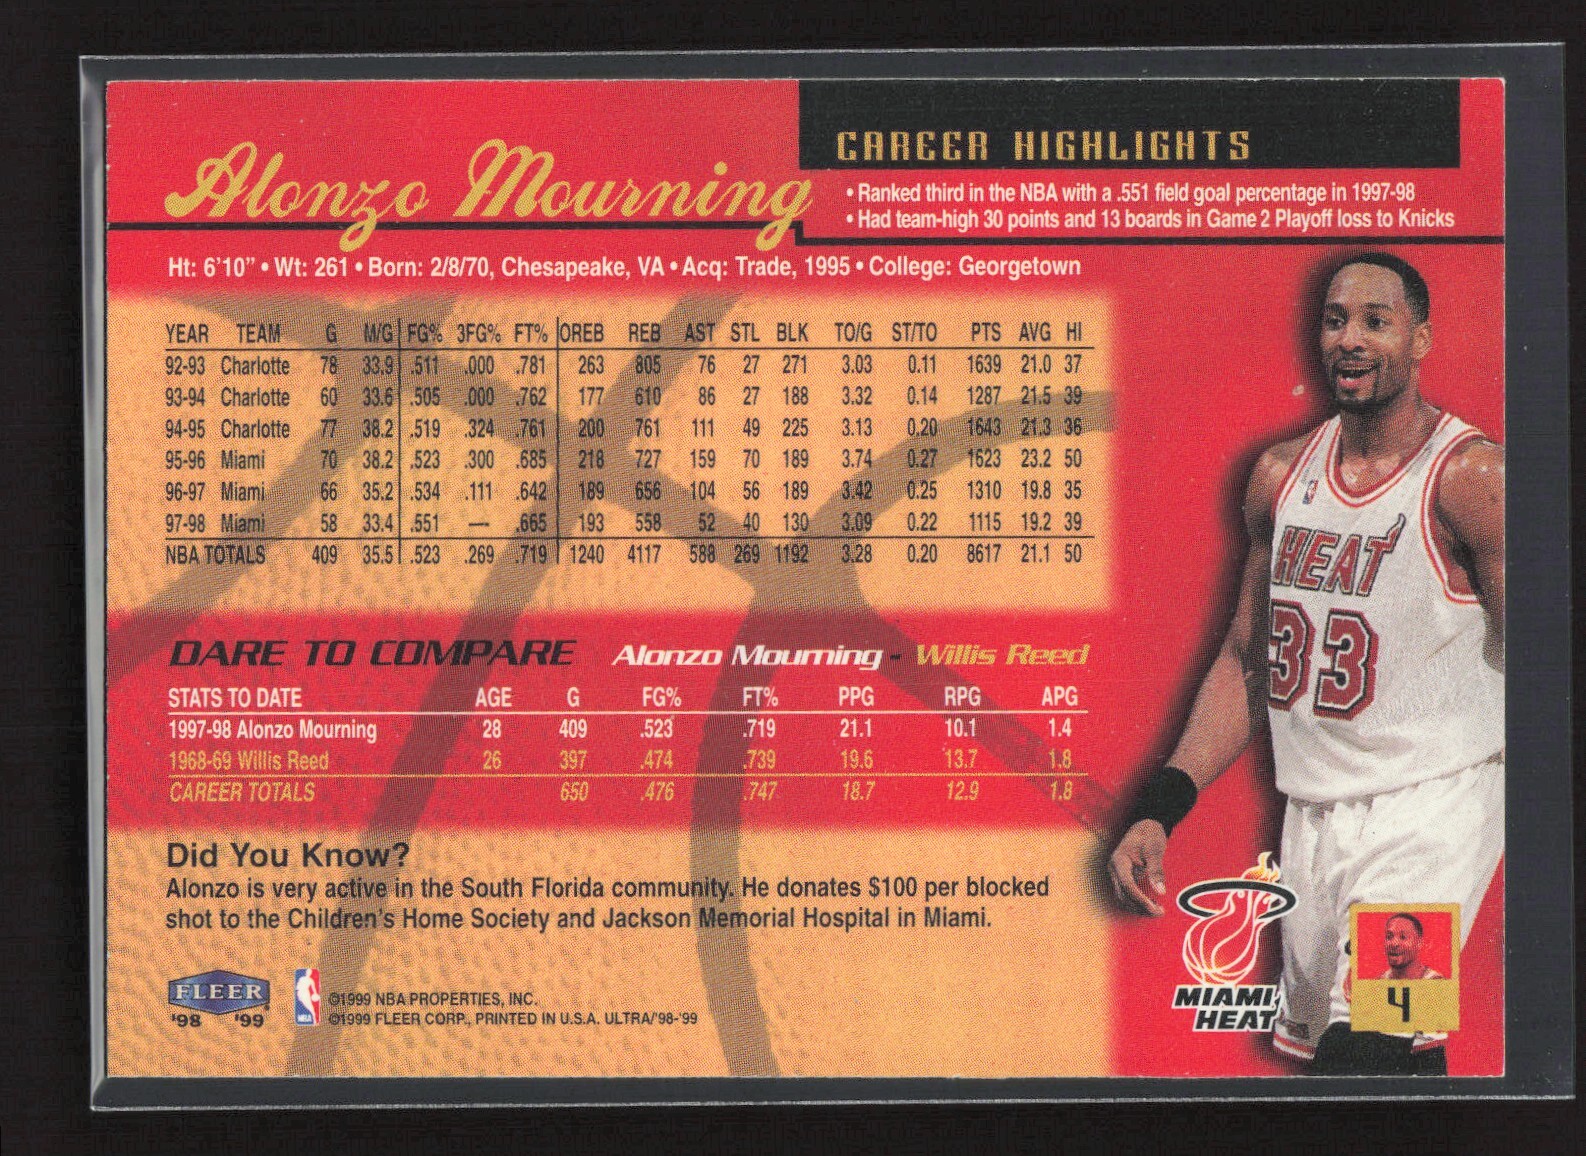 Alonzo Mourning
CAREER HIGHLIGHTS
• Ranked third in the NBA with a .551 field goal percentage in 1997-98
• Had team-high 30 points and 13 boards in Game 2 Playoff loss to Knicks
Ht: 6'10" • Wt: 261 • Born: 2/8/70, Chesapeake, VA • Acq: Trade, 1995 • College: Georgetown
YEAR TEAM G M/G FG% 3FG% FT% OREB REB AST STL BLK TO/G ST/TO PTS AVG HI
92-93 Charlotte 78 33.9 .511 .000 .781 263 805 76 27 271 3.03 0.11 1639 21.0 37
93-94 Charlotte 60 33.6 .505 .000 .762 177 610 86 27 188 3.32 0.14 1287 21.5 39
94-95 Charlotte 77 38.2 .519 .324 .761 200 761 111 49 225 3.13 0.20 1643 21.3 36
95-96 Miami 70 38.2 .523 .300 .685 218 727 159 70 189 3.74 0.27 1623 23.2 50
96-97 Miami 66 35.2 .534 .111 .642 189 656 104 56 189 3.42 0.25 1310 19.8 35
97-98 Miami 58 33.4 .551 — .665 193 558 52 40 130 3.09 0.22 1115 19.2 39
NBA TOTALS 409 35.5 .523 .269 .719 1240 4117 588 269 1192 3.28 0.20 8617 21.1 50
DARE TO COMPARE Alonzo Mourning - Willis Reed
STATS TO DATE AGE G FG% FT% PPG RPG APG
1997-98 Alonzo Mourning 28 409 .523 .719 21.1 10.1 1.4
1968-69 Willis Reed 26 397 .474 .739 19.6 13.7 1.8
CAREER TOTALS 650 .476 .747 18.7 12.9 1.8
Did You Know?
Alonzo is very active in the South Florida community. He donates $100 per blocked
shot to the Children's Home Society and Jackson Memorial Hospital in Miami.
FLEER
'98 '99
©1999 NBA PROPERTIES, INC.
©1999 FLEER CORP., PRINTED IN U.S.A. ULTRA/'98-'99
HEAT
33
MIAMI
HEAT
4